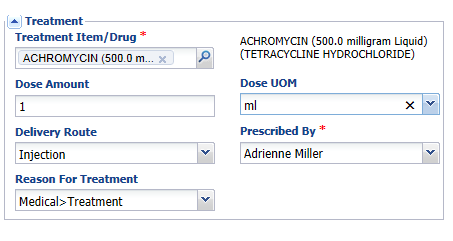 Treatment
Treatment Item/Drug *
ACHROMYCIN (500.0 m...
ACHROMYCIN (500.0 milligram Liquid)
(TETRACYCLINE HYDROCHLORIDE)
Dose Amount
1
Dose UOM
ml
Delivery Route
Injection
Prescribed By *
Adrienne Miller
Reason For Treatment
Medical>Treatment